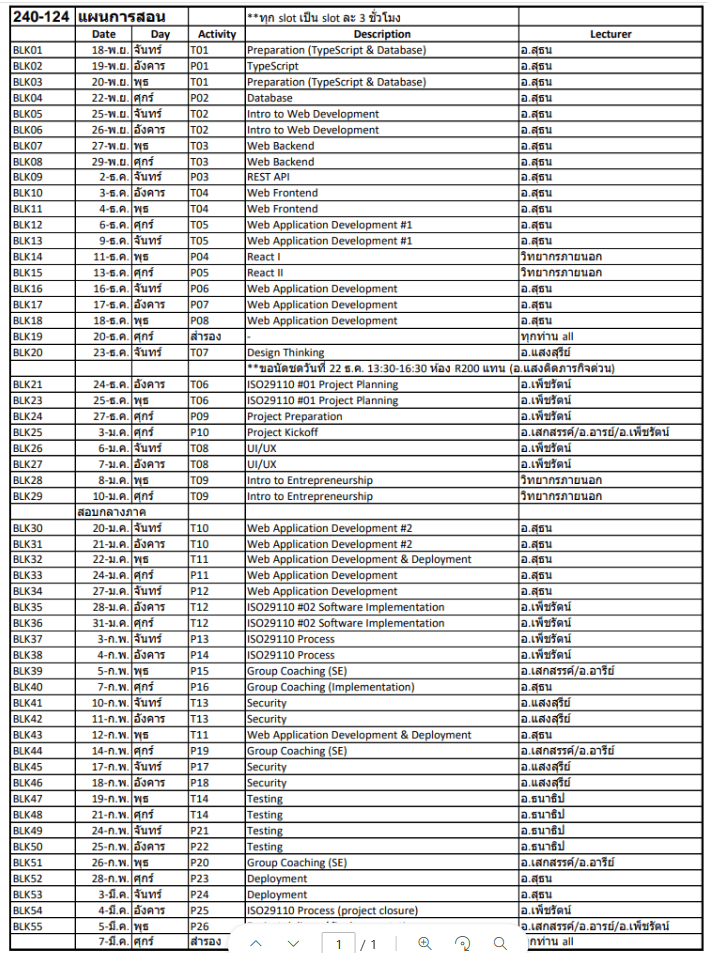 240-124 แผนการสอน **ทุก slot เป็น slot ละ 3 ชั่วโมง
Date Day Activity Description Lecturer
BLK01 18-พ.ย. จันทร์ T01 Preparation (TypeScript & Database) อ.สุธน
BLK02 19-พ.ย. อังคาร P01 TypeScript อ.สุธน
BLK03 20-พ.ย. พุธ T01 Preparation (TypeScript & Database) อ.สุธน
BLK04 22-พ.ย. ศุกร์ P02 Database อ.สุธน
BLK05 25-พ.ย. จันทร์ T02 Intro to Web Development อ.สุธน
BLK06 26-พ.ย. อังคาร T02 Intro to Web Development อ.สุธน
BLK07 27-พ.ย. พุธ T03 Web Backend อ.สุธน
BLK08 29-พ.ย. ศุกร์ T03 Web Backend อ.สุธน
BLK09 2-ธ.ค. จันทร์ P03 REST API อ.สุธน
BLK10 3-ธ.ค. อังคาร T04 Web Frontend อ.สุธน
BLK11 4-ธ.ค. พุธ T04 Web Frontend อ.สุธน
BLK12 6-ธ.ค. ศุกร์ T05 Web Application Development #1 อ.สุธน
BLK13 9-ธ.ค. จันทร์ T05 Web Application Development #1 อ.สุธน
BLK14 11-ธ.ค. พุธ P04 React I วิทยากรภายนอก
BLK15 13-ธ.ค. ศุกร์ P05 React II วิทยากรภายนอก
BLK16 16-ธ.ค. จันทร์ P06 Web Application Development อ.สุธน
BLK17 17-ธ.ค. อังคาร P07 Web Application Development อ.สุธน
BLK18 18-ธ.ค. พุธ P08 Web Application Development อ.สุธน
BLK19 20-ธ.ค. ศุกร์ สำรอง - ทุกท่าน all
BLK20 23-ธ.ค. จันทร์ T07 Design Thinking อ.แสงสุรีย์
**ขอนัดชดวันที่ 22 ธ.ค. 13:30-16:30 ห้อง R200 แทน (อ.แสงติดภารกิจด่วน)
BLK21 24-ธ.ค. อังคาร T06 ISO29110 #01 Project Planning อ.เพ็ชรัตน์
BLK23 25-ธ.ค. พุธ T06 ISO29110 #01 Project Planning อ.เพ็ชรัตน์
BLK24 27-ธ.ค. ศุกร์ P09 Project Preparation อ.เพ็ชรัตน์
BLK25 3-ม.ค. ศุกร์ P10 Project Kickoff อ.เสกสรรค์/อ.อารีย์/อ.เพ็ชรัตน์
BLK26 6-ม.ค. จันทร์ T08 UI/UX อ.เพ็ชรัตน์
BLK27 7-ม.ค. อังคาร T08 UI/UX อ.เพ็ชรัตน์
BLK28 8-ม.ค. พุธ T09 Intro to Entrepreneurship วิทยากรภายนอก
BLK29 10-ม.ค. ศุกร์ T09 Intro to Entrepreneurship วิทยากรภายนอก
สอบกลางภาค
BLK30 20-ม.ค. จันทร์ T10 Web Application Development #2 อ.สุธน
BLK31 21-ม.ค. อังคาร T10 Web Application Development #2 อ.สุธน
BLK32 22-ม.ค. พุธ T11 Web Application Development & Deployment อ.สุธน
BLK33 24-ม.ค. ศุกร์ P11 Web Application Development อ.สุธน
BLK34 27-ม.ค. จันทร์ P12 Web Application Development อ.สุธน
BLK35 28-ม.ค. อังคาร T12 ISO29110 #02 Software Implementation อ.เพ็ชรัตน์
BLK36 31-ม.ค. ศุกร์ T12 ISO29110 #02 Software Implementation อ.เพ็ชรัตน์
BLK37 3-ก.พ. จันทร์ P13 ISO29110 Process อ.เพ็ชรัตน์
BLK38 4-ก.พ. อังคาร P14 ISO29110 Process อ.เพ็ชรัตน์
BLK39 5-ก.พ. พุธ P15 Group Coaching (SE) อ.เสกสรรค์/อ.อารีย์
BLK40 7-ก.พ. ศุกร์ P16 Group Coaching (Implementation) อ.สุธน
BLK41 10-ก.พ. จันทร์ T13 Security อ.แสงสุรีย์
BLK42 11-ก.พ. อังคาร T13 Security อ.แสงสุรีย์
BLK43 12-ก.พ. พุธ T11 Web Application Development & Deployment อ.สุธน
BLK44 14-ก.พ. ศุกร์ P19 Group Coaching (SE) อ.เสกสรรค์/อ.อารีย์
BLK45 17-ก.พ. จันทร์ P17 Security อ.แสงสุรีย์
BLK46 18-ก.พ. อังคาร P18 Security อ.แสงสุรีย์
BLK47 19-ก.พ. พุธ T14 Testing อ.ธนาธิป
BLK48 21-ก.พ. ศุกร์ T14 Testing อ.ธนาธิป
BLK49 24-ก.พ. จันทร์ P21 Testing อ.ธนาธิป
BLK50 25-ก.พ. อังคาร P22 Testing อ.ธนาธิป
BLK51 26-ก.พ. พุธ P20 Group Coaching (SE) อ.เสกสรรค์/อ.อารีย์
BLK52 28-ก.พ. ศุกร์ P23 Deployment อ.สุธน
BLK53 3-มี.ค. จันทร์ P24 Deployment อ.สุธน
BLK54 4-มี.ค. อังคาร P25 ISO29110 Process (project closure) อ.เพ็ชรัตน์
BLK55 5-มี.ค. พุธ P26 อ.เสกสรรค์/อ.อารย์/อ.เพ็ชรัตน์
7-มี.ค. ศุกร์ สำรอง all
1 / 1